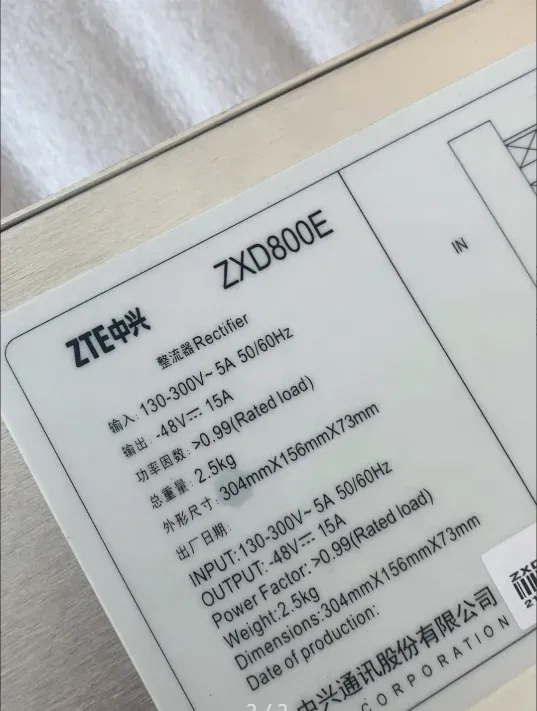 ZTE中兴 ZXD800E
整流器Rectifier
输入: 130-300V~ 5A 50/60Hz
输出: -48V⎓ 15A
功率因数: >0.99(Rated load)
总重量: 2.5kg
外形尺寸: 304mmX156mmX73mm
出厂日期:
INPUT:130-300V~ 5A 50/60Hz
OUTPUT:-48V⎓ 15A
Power Factor: >0.99(Rated load)
Weight:2.5kg
Dimensions:304mmX156mmX73mm
Date of production:
中兴通讯股份有限公司
CORPORATION
IN